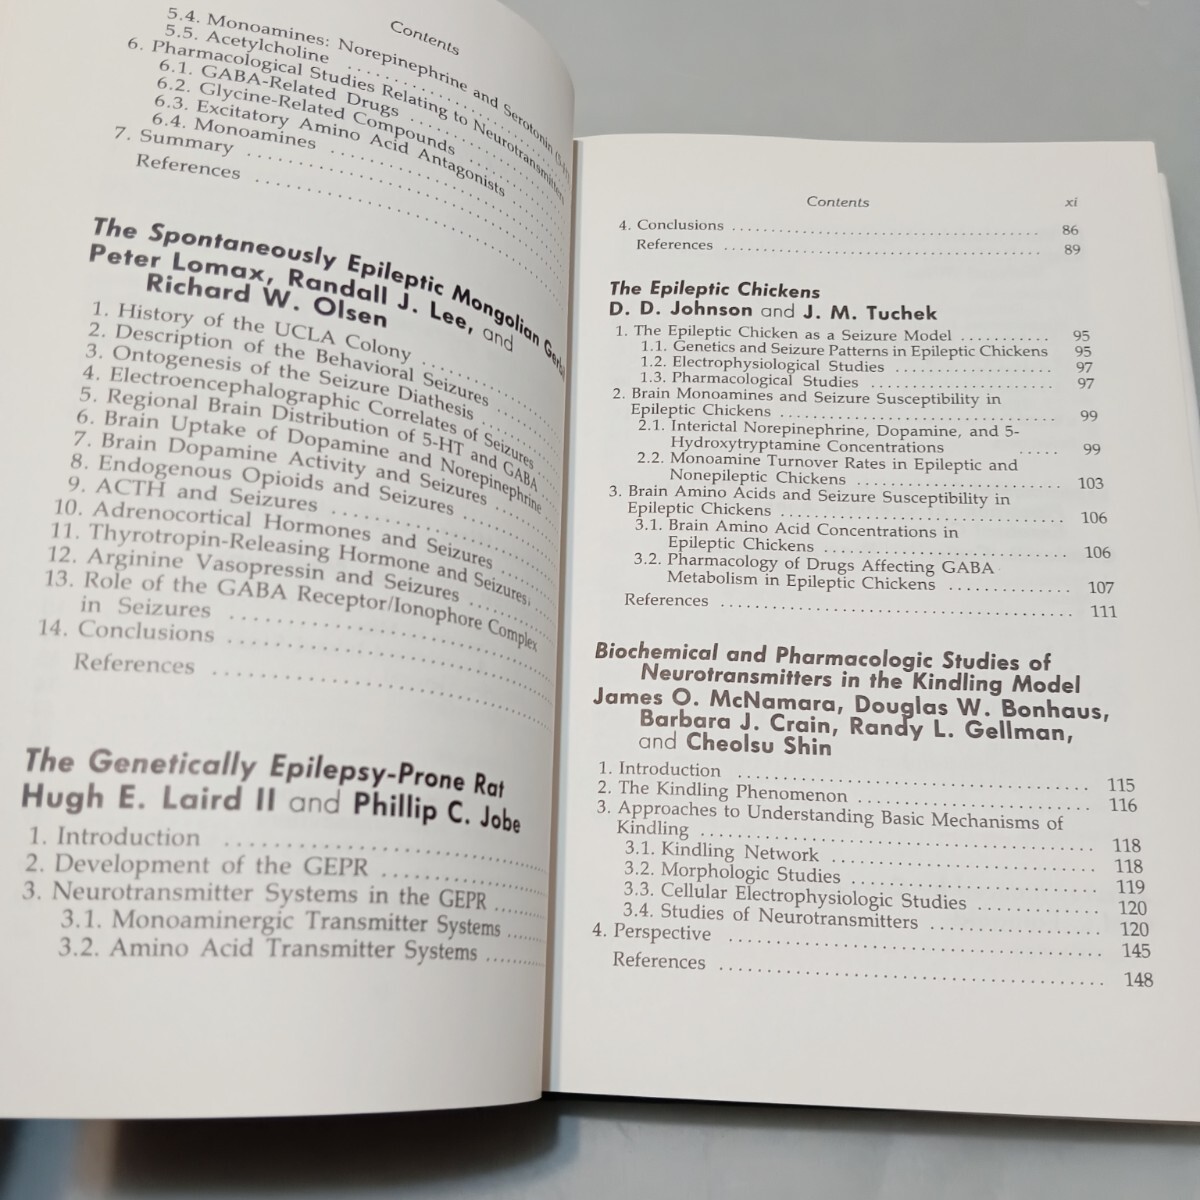 Contents
5.4. Monoamines: Norepinephrine and Serotonin
5.5. Acetylcholine
6. Pharmacological Studies Relating to Neurotransmitters
6.1. GABA-Related Drugs
6.2. Glycine-Related Compounds
6.3. Excitatory Amino Acid Antagonists
6.4. Monoamines
7. Summary
References
The Spontaneously Epileptic Mongolian
Peter Lomax, Randall J. Lee, and
Richard W. Olsen
1. History of the UCLA Colony
2. Description of the Behavioral Seizures
3. Ontogenesis of the Seizure Diathesis
4. Electroencephalographic Correlates of Seizures
5. Regional Brain Distribution of 5-HT and GABA
6. Brain Uptake of Dopamine and Norepinephrine
7. Brain Dopamine Activity and Seizures
8. Endogenous Opioids and Seizures
9. ACTH and Seizures
10. Adrenocortical Hormones and Seizures
11. Thyrotropin-Releasing Hormone and Seizures
12. Arginine Vasopressin and Seizures
13. Role of the GABA Receptor/Ionophore Complex
in Seizures
14. Conclusions
References
The Genetically Epilepsy-Prone Rat
Hugh E. Laird II and Phillip C. Jobe
1. Introduction
2. Development of the GEPR
3. Neurotransmitter Systems in the GEPR
3.1. Monoaminergic Transmitter Systems
3.2. Amino Acid Transmitter Systems
Contents xi
4. Conclusions 86
References 89
The Epileptic Chickens
D. D. Johnson and J. M. Tuchek
1. The Epileptic Chicken as a Seizure Model 95
1.1. Genetics and Seizure Patterns in Epileptic Chickens 95
1.2. Electrophysiological Studies 97
1.3. Pharmacological Studies 97
2. Brain Monoamines and Seizure Susceptibility in
Epileptic Chickens 99
2.1. Interictal Norepinephrine, Dopamine, and 5-
Hydroxytryptamine Concentrations 99
2.2. Monoamine Turnover Rates in Epileptic and
Nonepileptic Chickens 103
3. Brain Amino Acids and Seizure Susceptibility in
Epileptic Chickens 106
3.1. Brain Amino Acid Concentrations in
Epileptic Chickens 106
3.2. Pharmacology of Drugs Affecting GABA
Metabolism in Epileptic Chickens 107
References 111
Biochemical and Pharmacologic Studies of
Neurotransmitters in the Kindling Model
James O. McNamara, Douglas W. Bonhaus,
Barbara J. Crain, Randy L. Gellman,
and Cheolsu Shin
1. Introduction 115
2. The Kindling Phenomenon 116
3. Approaches to Understanding Basic Mechanisms of
Kindling 118
3.1. Kindling Network 118
3.2. Morphologic Studies 119
3.3. Cellular Electrophysiologic Studies 120
3.4. Studies of Neurotransmitters 120
4. Perspective 145
References 148